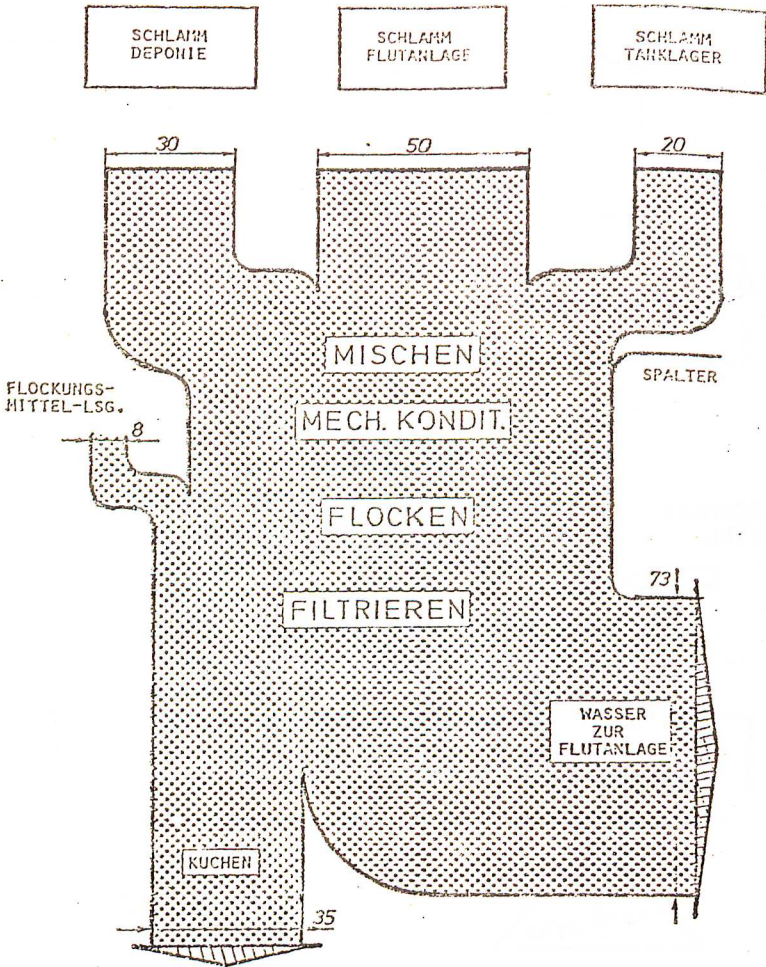 SCHLAMM
DEPONIE
SCHLAMM
FLUTANLAGE
SCHLAMM
TANKLAGER
30
50
20
MISCHEN
SPALTER
FLOCKUNGS-
MITTEL-LSG.
8
MECH. KONDIT.
FLOCKEN
73
FILTRIEREN
WASSER
ZUR
FLUTANLAGE
KUCHEN
35